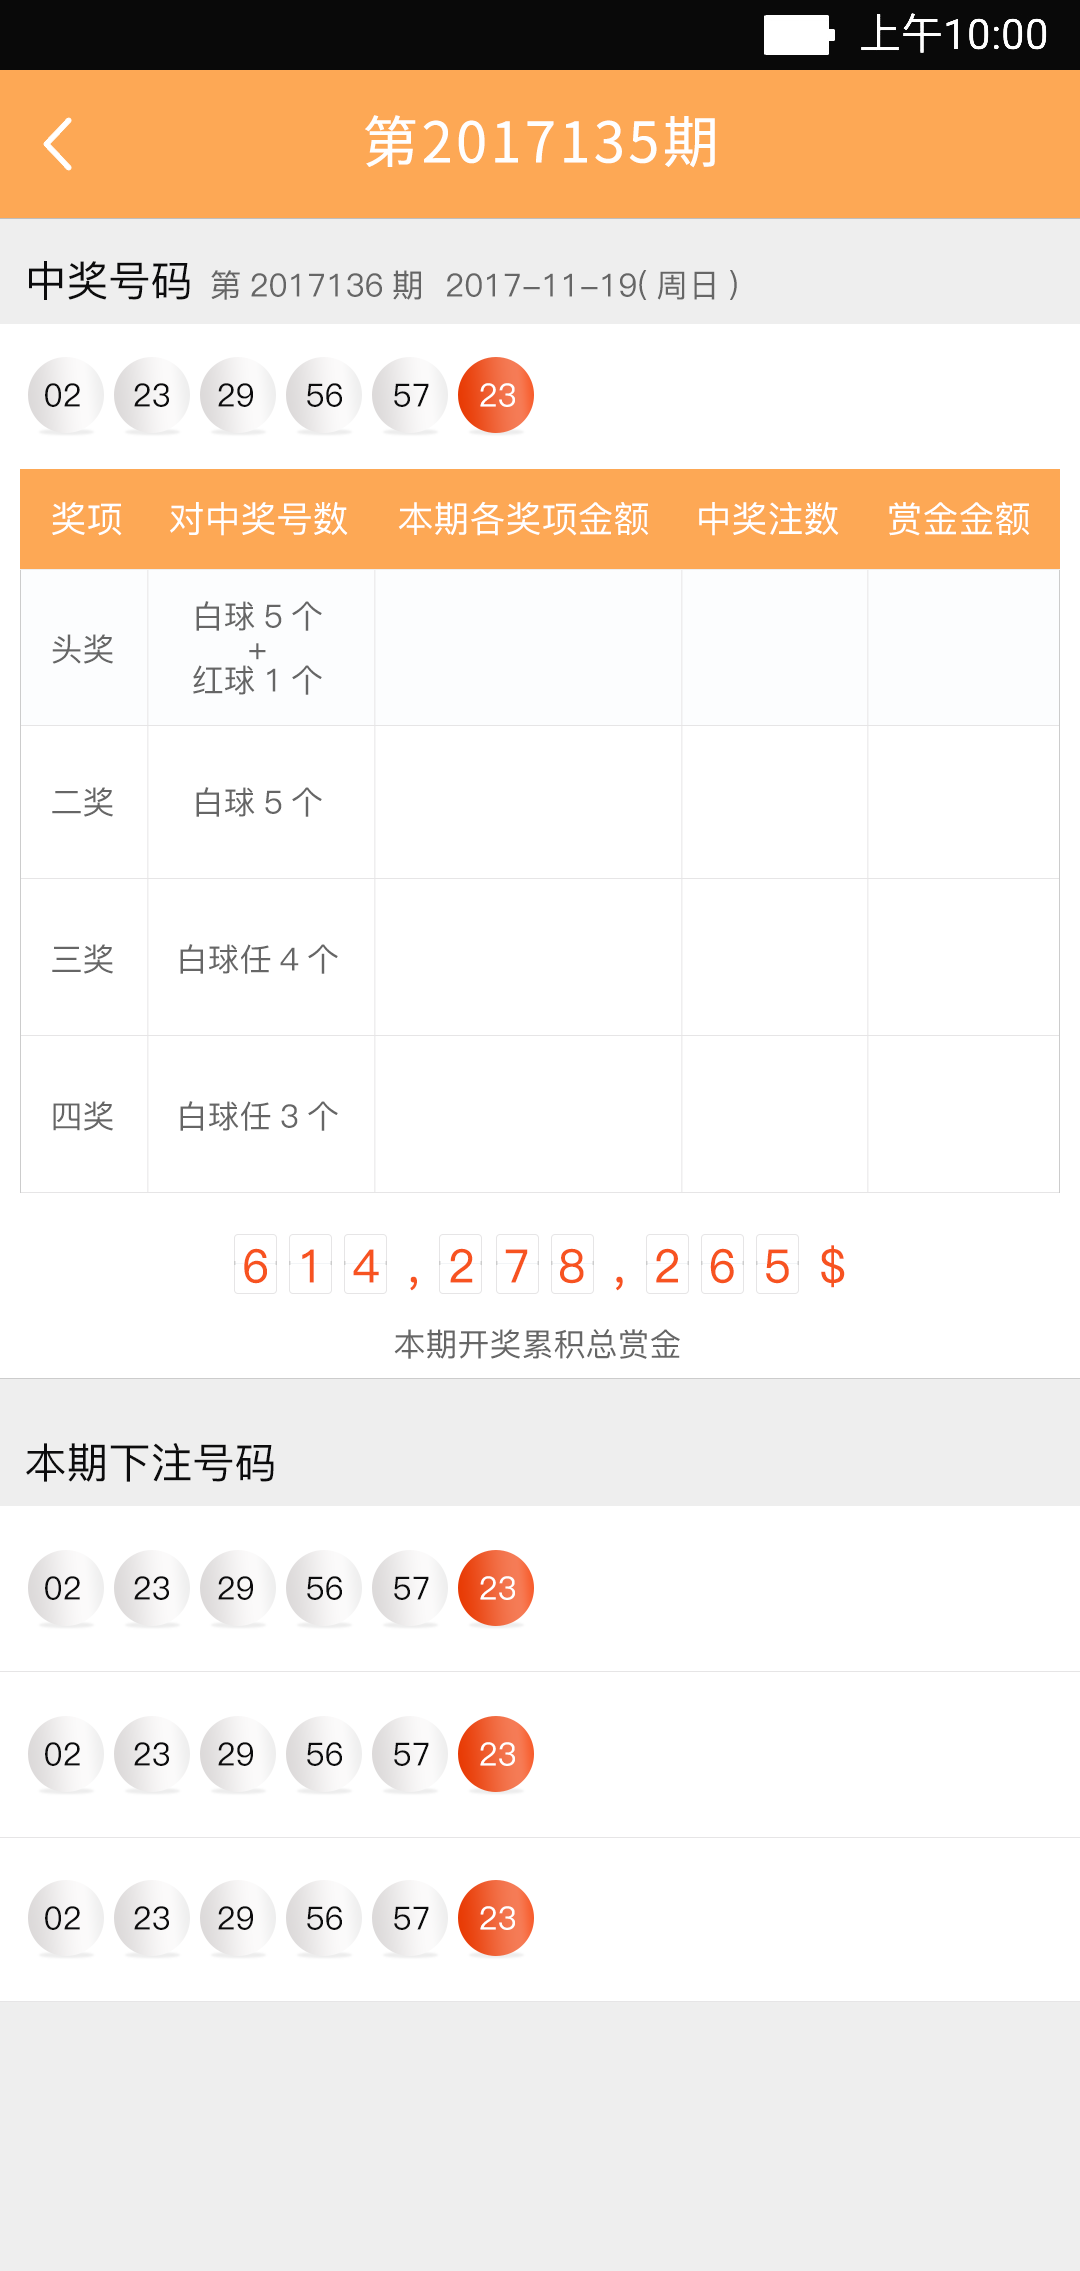 上午10:00
第2017135期
中奖号码 第 2017136 期 2017-11-19( 周日 )
02 23 29 56 57 23
奖项 对中奖号数 本期各奖项金额 中奖注数 赏金金额
头奖 白球 5 个
+
红球 1 个
二奖 白球 5 个
三奖 白球任 4 个
四奖 白球任 3 个
614,278,265 $
本期开奖累积总赏金
本期下注号码
02 23 29 56 57 23
02 23 29 56 57 23
02 23 29 56 57 23